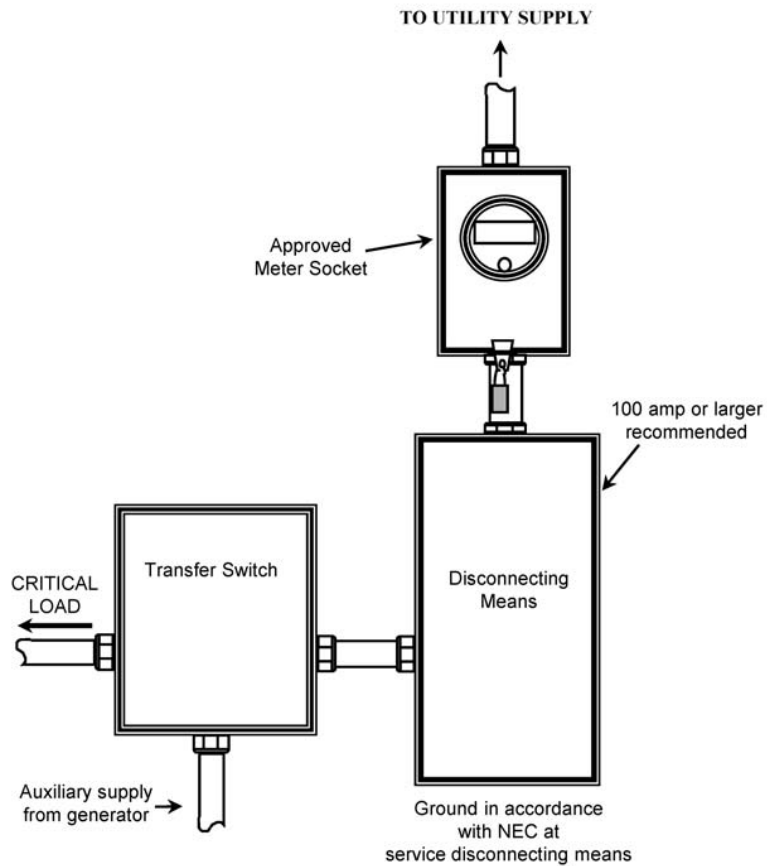 TO UTILITY SUPPLY
Approved
Meter Socket
100 amp or larger
recommended
Transfer Switch
Disconnecting
Means
CRITICAL
LOAD
Auxiliary supply
from generator
Ground in accordance
with NEC at
service disconnecting means